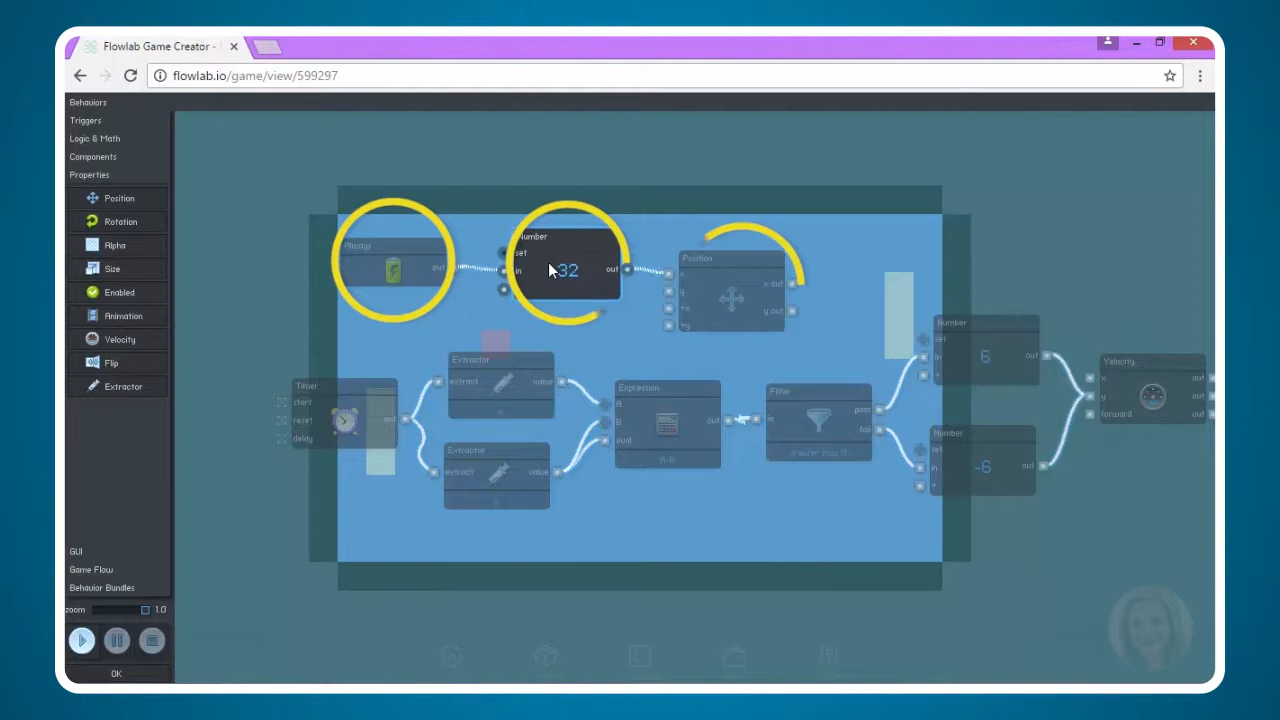 Flowlab Game Creator -
flowlab.io/game/view/599297
Behaviors
Triggers
Logic & Math
Components
Properties
Position
Rotation
Alpha
Size
Enabled
Animation
Velocity
Flip
Extractor
GUI
Game Flow
Behavior Bundles
zoom 1.0
OK
Always
out
Number
set
in
32
out
Position
x
y
+x
+y
x out
y out
Timer
start
reset
delay
out
Extractor
extract
value
Extractor
extract
value
Expression
A
B
eval
out
A-B
Filter
in
pass
fail
Number
set
in
+
6
out
Number
set
in
+
-6
out
Velocity
x
y
forward
out
out
out